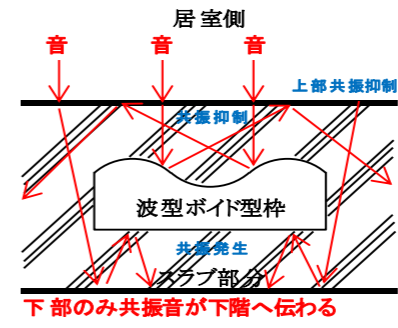 居室側
音 音 音
上部共振抑制
共振抑制
波型ボイド型枠
共振発生
スラブ部分
下部のみ共振音が下階へ伝わる